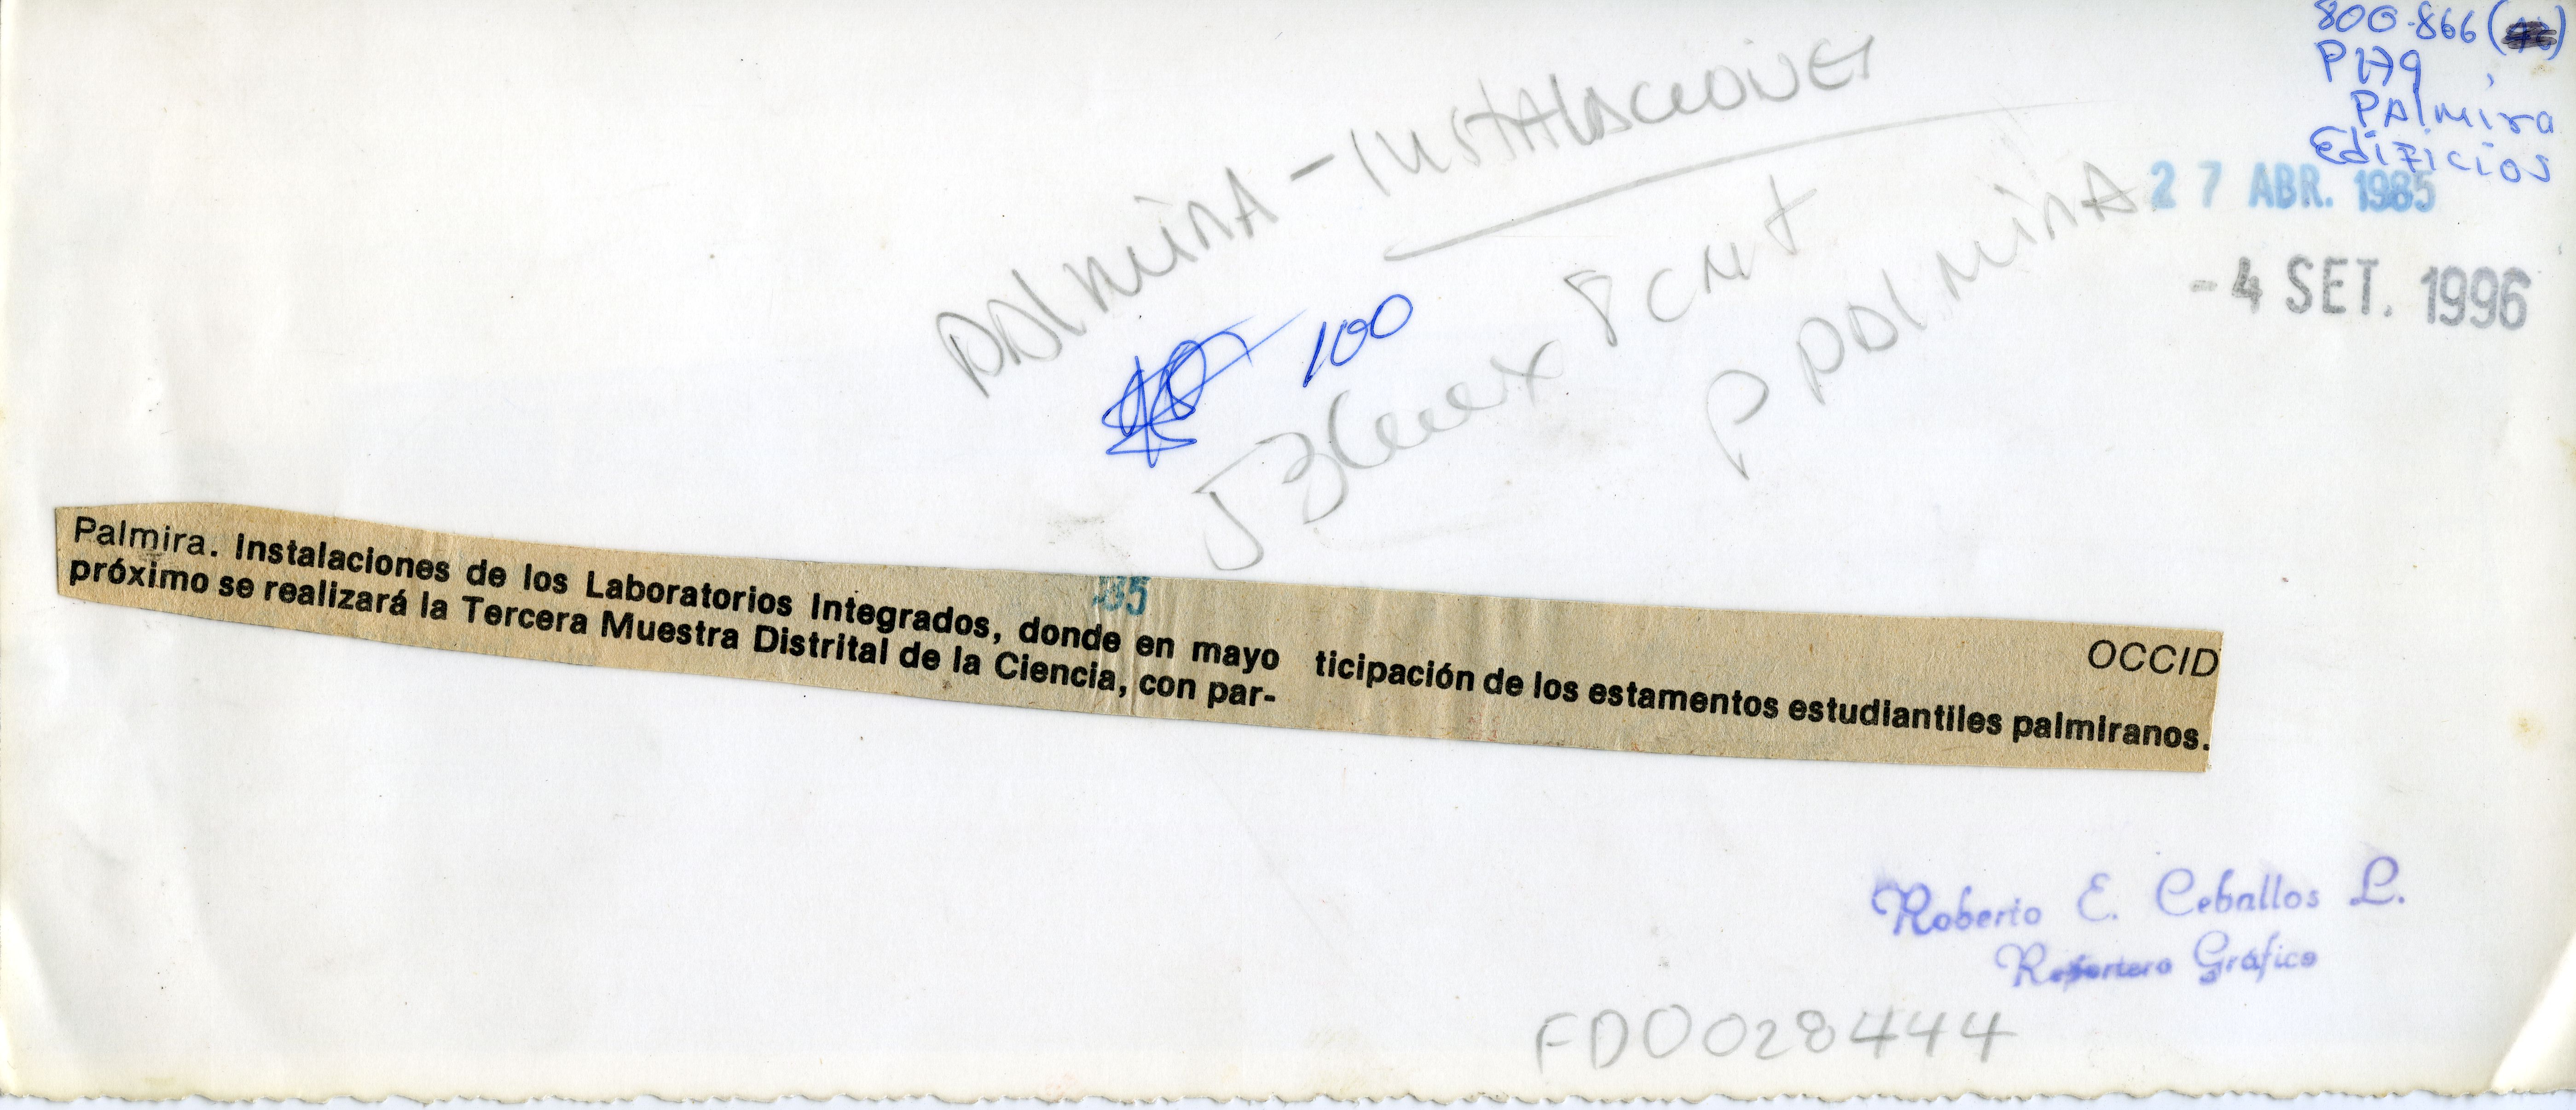 800-866 (
P179
Palmira
Edificios
27 ABR. 1985
-4 SET. 1996
PALMIRA - INSTALACIONES
100
8 CMT
P PALMIRA
Palmira. Instalaciones de los Laboratorios Integrados, donde en mayo
próximo se realizará la Tercera Muestra Distrital de la Ciencia, con par-
OCCID
ticipación de los estamentos estudiantiles palmiranos.
Roberto E. Ceballos L.
Reportero Gráfico
FD0028444